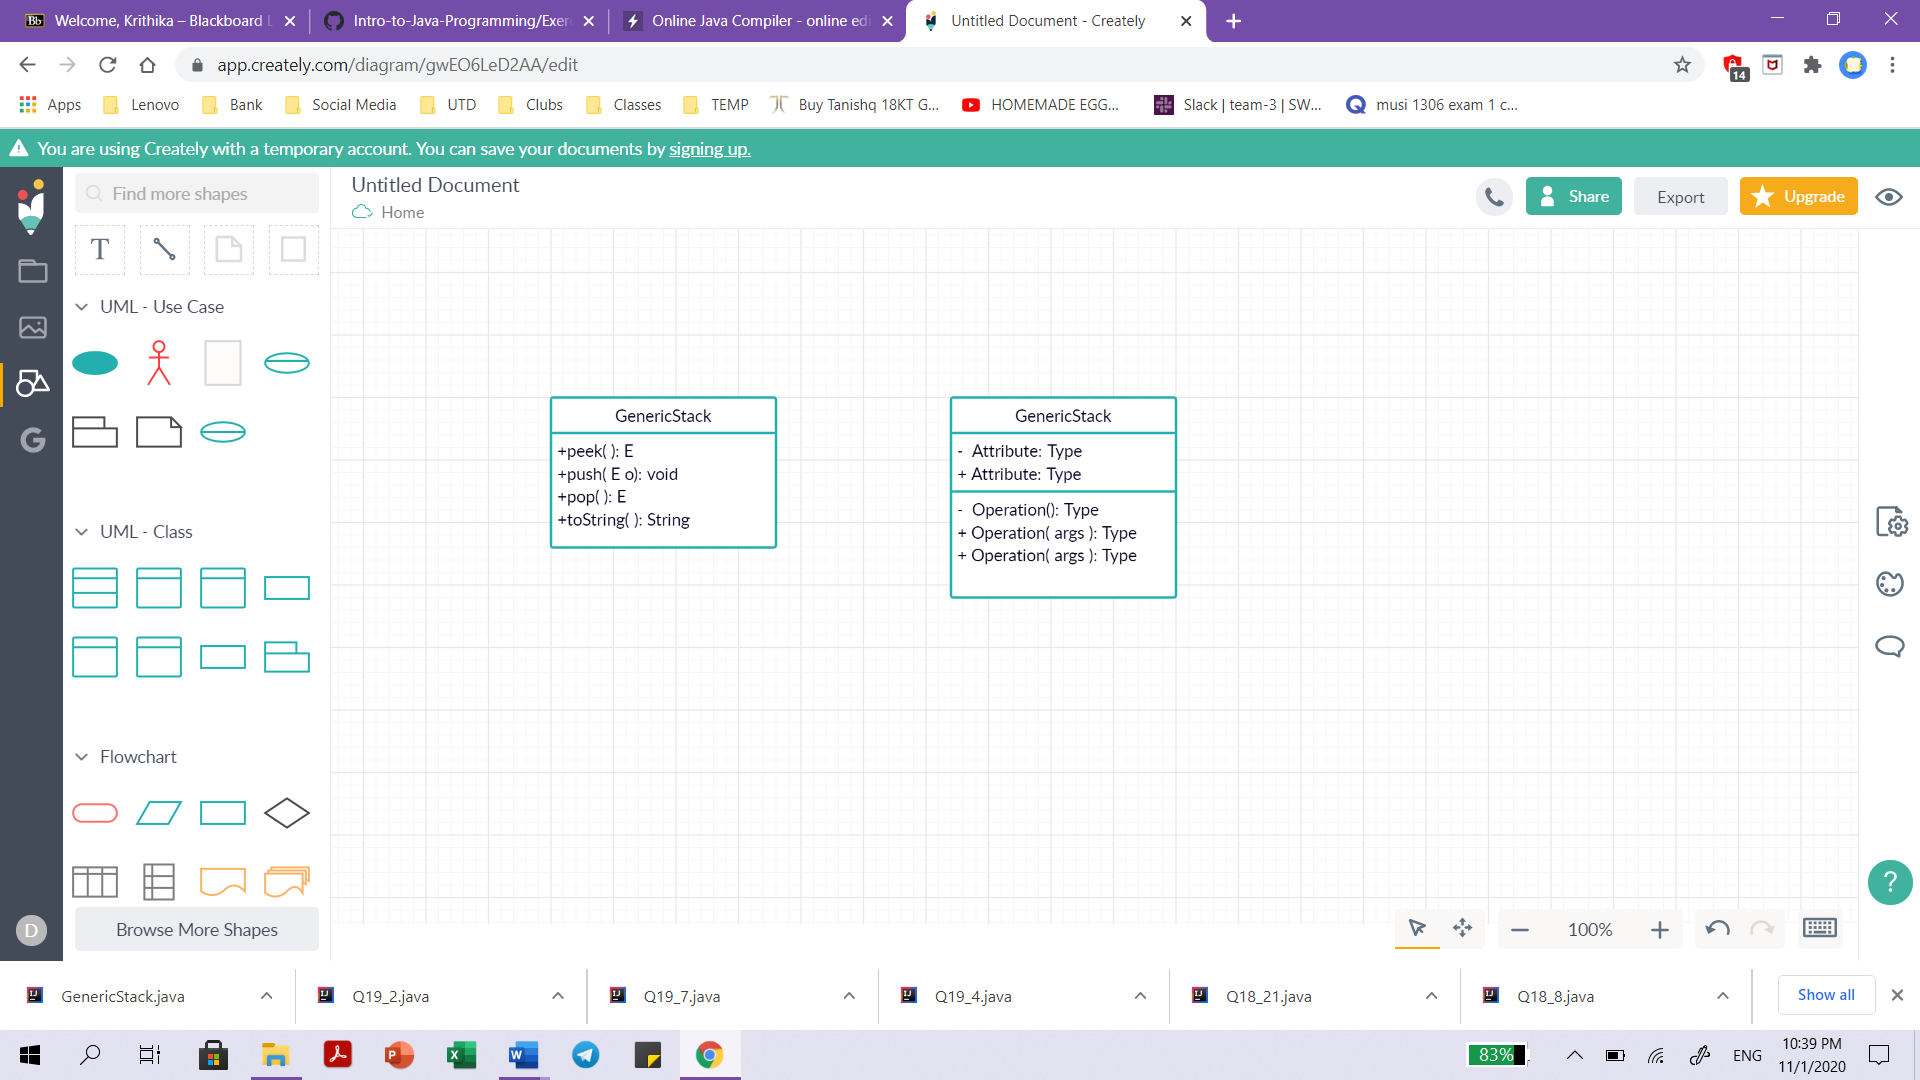 Welcome, Krithika – Blackboard L
Intro-to-Java-Programming/Exer
Online Java Compiler - online edi
Untitled Document - Creately
app.creately.com/diagram/gwEO6LeD2AA/edit
14
Apps
Lenovo
Bank
Social Media
UTD
Clubs
Classes
TEMP
Buy Tanishq 18KT G...
HOMEMADE EGG...
Slack | team-3 | SW...
musi 1306 exam 1 c...
You are using Creately with a temporary account. You can save your documents by signing up.
Find more shapes
Untitled Document
Home
Share
Export
Upgrade
T
UML - Use Case
UML - Class
Flowchart
Browse More Shapes
D
GenericStack
+peek( ): E
+push( E o): void
+pop( ): E
+toString( ): String
GenericStack
- Attribute: Type
+ Attribute: Type
- Operation(): Type
+ Operation( args ): Type
+ Operation( args ): Type
?
100%
GenericStack.java
Q19_2.java
Q19_7.java
Q19_4.java
Q18_21.java
Q18_8.java
Show all
83%
ENG
10:39 PM
11/1/2020